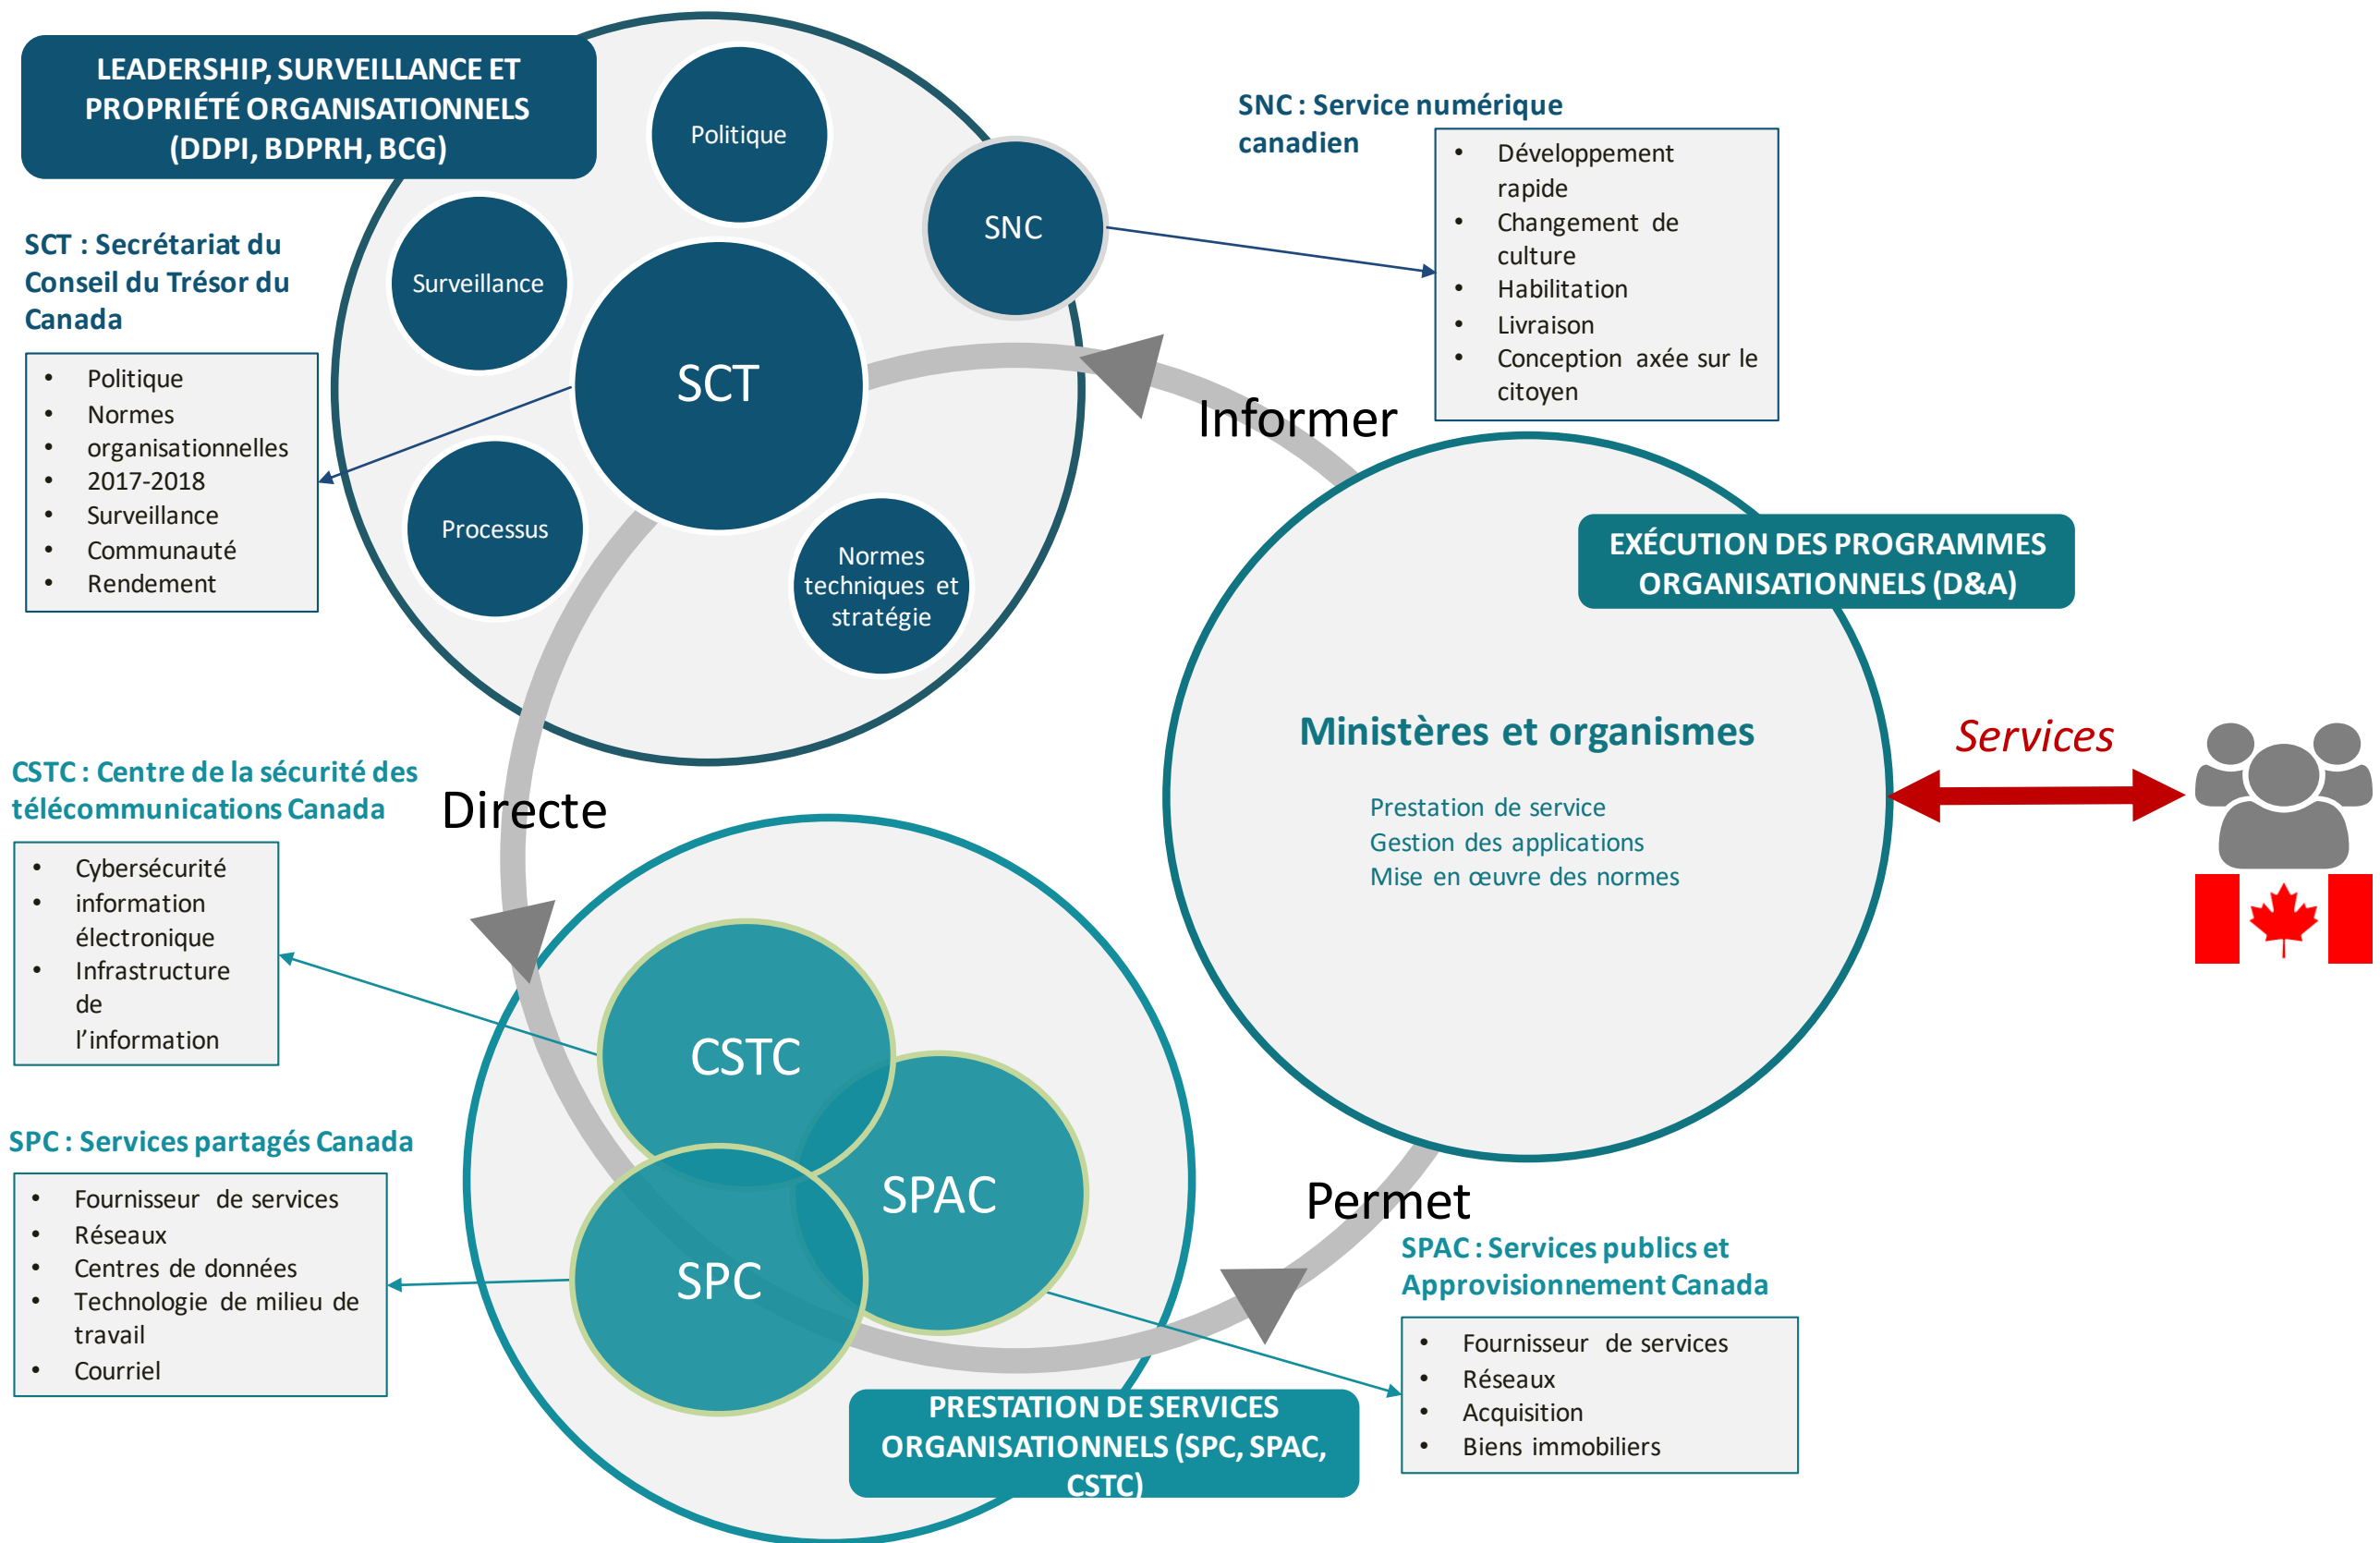 LEADERSHIP, SURVEILLANCE ET
PROPRIÉTÉ ORGANISATIONNELS
(DDPI, BDPRH, BCG)
SCT : Secrétariat du
Conseil du Trésor du
Canada
• Politique
• Normes
• organisationnelles
• 2017-2018
• Surveillance
• Communauté
• Rendement
Politique
Surveillance
SNC
SCT
Processus
Normes
techniques et
stratégie
SNC : Service numérique
canadien
• Développement
rapide
• Changement de
culture
• Habilitation
• Livraison
• Conception axée sur le
citoyen
Informer
EXÉCUTION DES PROGRAMMES
ORGANISATIONNELS (D&A)
Ministères et organismes
Prestation de service
Gestion des applications
Mise en œuvre des normes
Services
Directe
CSTC : Centre de la sécurité des
télécommunications Canada
• Cybersécurité
• information
électronique
• Infrastructure
de
l’information
CSTC
SPAC
SPC
SPC : Services partagés Canada
• Fournisseur de services
• Réseaux
• Centres de données
• Technologie de milieu de
travail
• Courriel
Permet
SPAC : Services publics et
Approvisionnement Canada
• Fournisseur de services
• Réseaux
• Acquisition
• Biens immobiliers
PRESTATION DE SERVICES
ORGANISATIONNELS (SPC, SPAC,
CSTC)